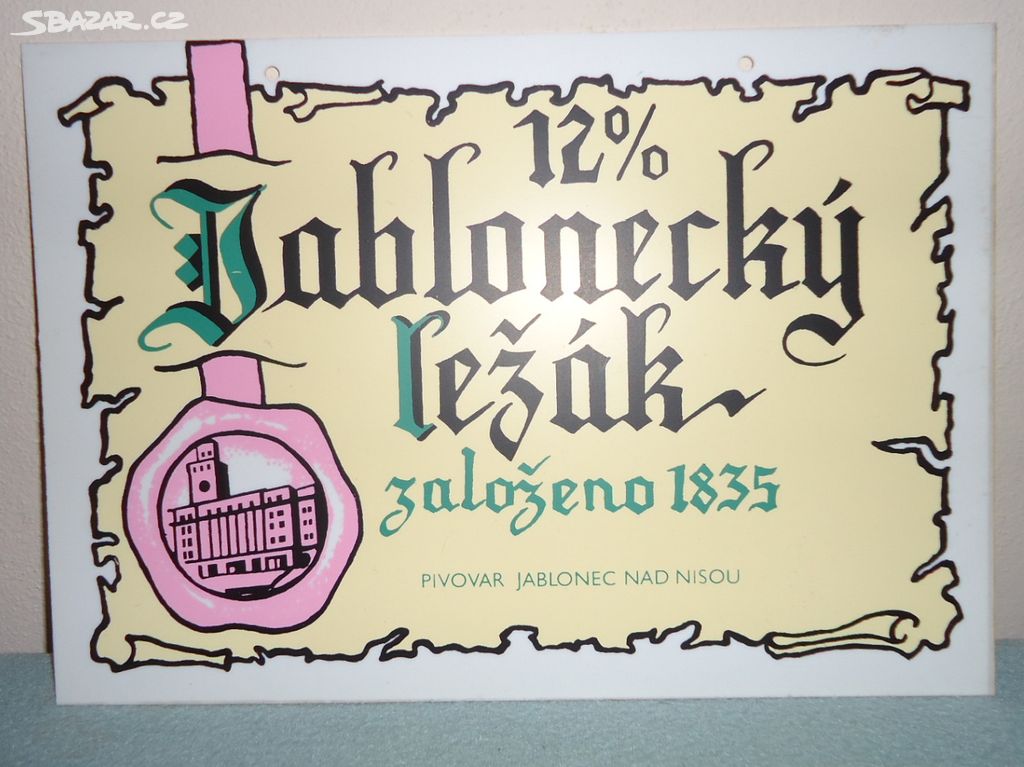 SBAZAR.CZ
12%
Jablonecký
ležák
založeno 1835
PIVOVAR JABLONEC NAD NISOU